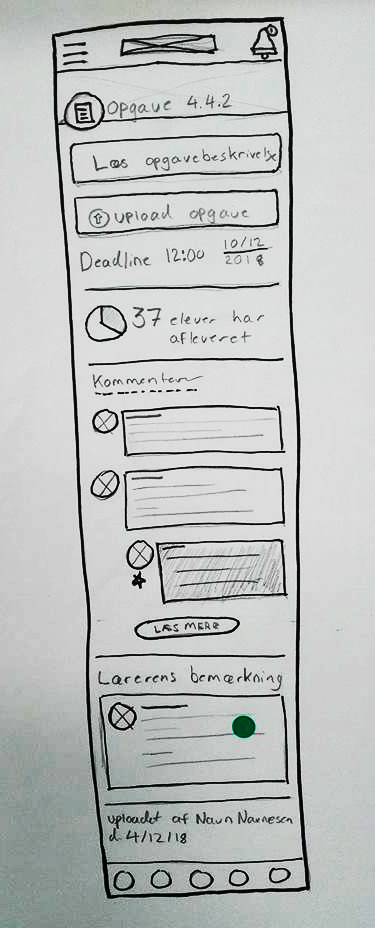 Opgave 4.4.2
Læs opgavebeskrivelse
upload opgave
Deadline 12:00 10/12
2018
37 elever har
afleveret
Kommentarer
LÆS MERE
Lærerens bemærkning
uploadet af Navn Navnesen
d. 4/12/18